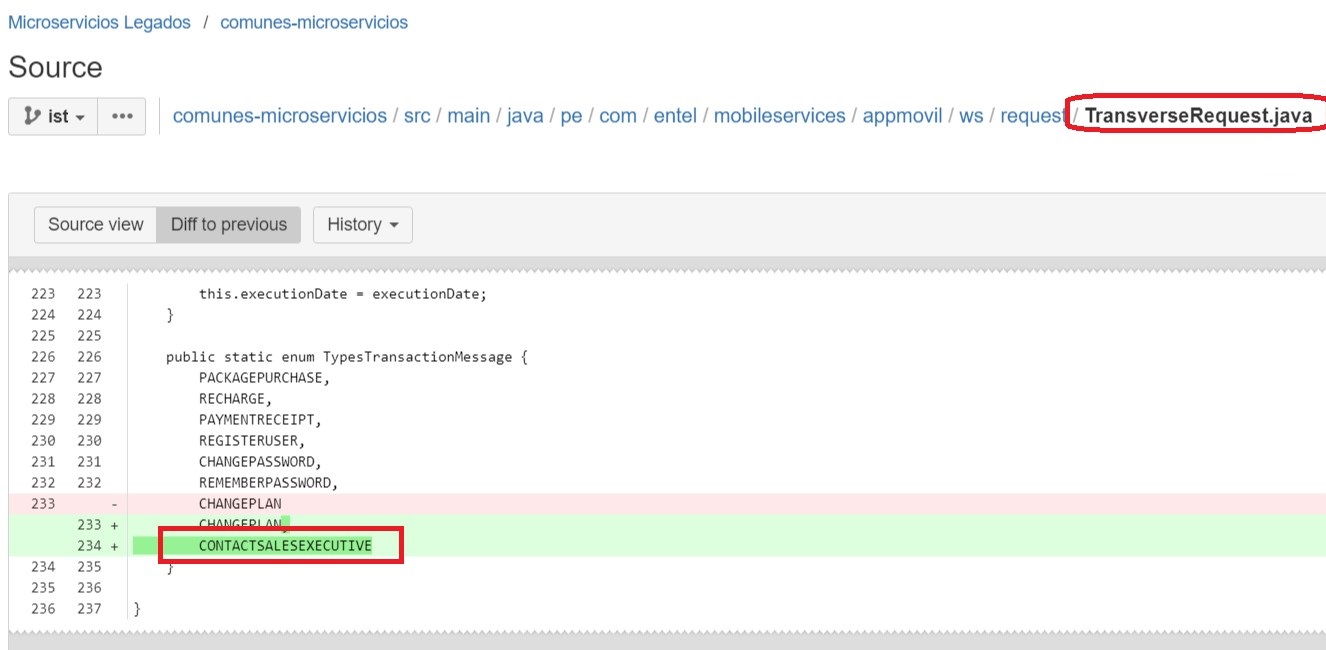 Microservicios Legados / comunes-microservicios
Source
ist ••• comunes-microservicios / src / main / java / pe / com / entel / mobileservices / appmovil / ws / request / TransverseRequest.java
Source view Diff to previous History
223 223 this.executionDate = executionDate;
224 224 }
225 225
226 226 public static enum TypesTransactionMessage {
227 227 PACKAGEPURCHASE,
228 228 RECHARGE,
229 229 PAYMENTRECEIPT,
230 230 REGISTERUSER,
231 231 CHANGEPASSWORD,
232 232 REMEMBERPASSWORD,
233 - CHANGEPLAN
233 + CHANGEPLAN,
234 + CONTACTSALESEXECUTIVE
234 235 }
235 236
236 237 }